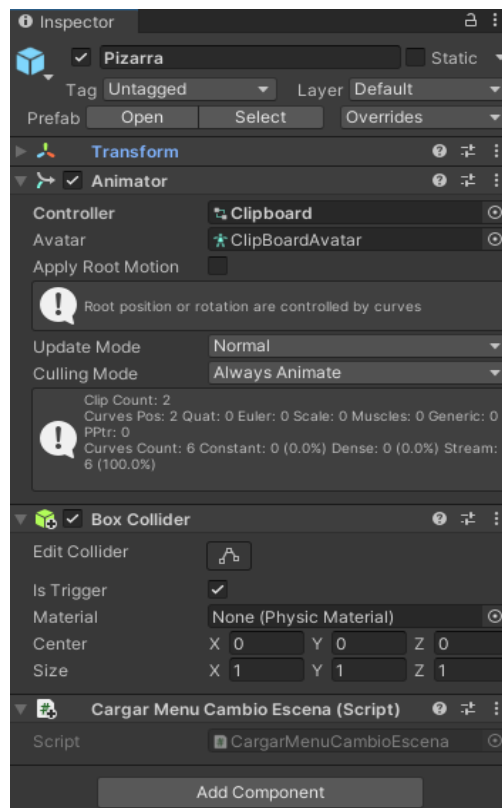 Inspector
Pizarra Static
Tag Untagged Layer Default
Prefab Open Select Overrides
Transform
Animator
Controller Clipboard
Avatar ClipBoardAvatar
Apply Root Motion
Root position or rotation are controlled by curves
Update Mode Normal
Culling Mode Always Animate
Clip Count: 2
Curves Pos: 2 Quat: 0 Euler: 0 Scale: 0 Muscles: 0 Generic: 0
PPtr: 0
Curves Count: 6 Constant: 0 (0.0%) Dense: 0 (0.0%) Stream:
6 (100.0%)
Box Collider
Edit Collider
Is Trigger
Material None (Physic Material)
Center X 0 Y 0 Z 0
Size X 1 Y 1 Z 1
Cargar Menu Cambio Escena (Script)
Script CargarMenuCambioEscena
Add Component